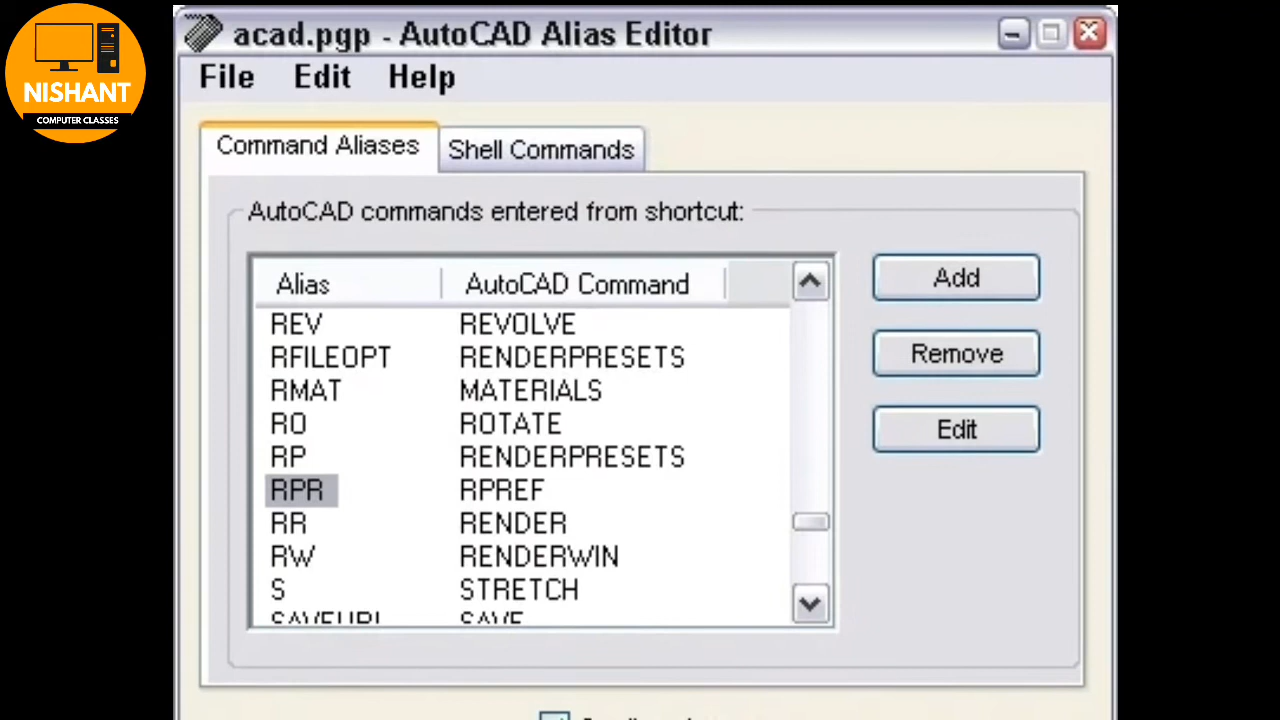 NISHANT
COMPUTER CLASSES
acad.pgp - AutoCAD Alias Editor
File Edit Help
Command Aliases Shell Commands
AutoCAD commands entered from shortcut:
Alias AutoCAD Command
Add
REV REVOLVE
RFILEOPT RENDERPRESETS
Remove
RMAT MATERIALS
RO ROTATE
Edit
RP RENDERPRESETS
RPR RPREF
RR RENDER
RW RENDERWIN
S STRETCH
SAVEURL SAVE